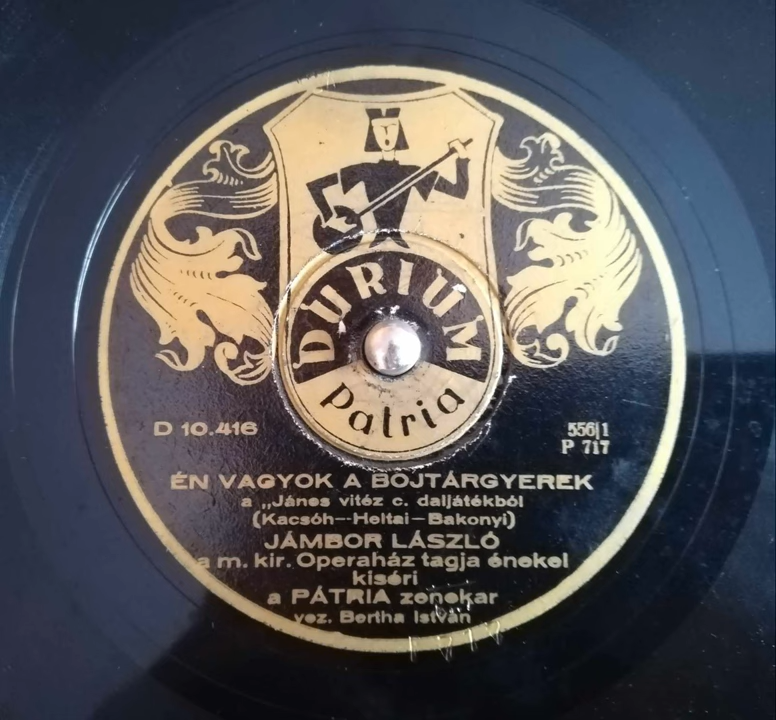 DURIUM
Patria
D 10.416
556|1
P 717
ÉN VAGYOK A BOJTÁRGYEREK
a „János vitéz c. daljátékból
(Kacsóh—Heltai—Bakonyi)
JÁMBOR LÁSZLÓ
a m. kir. Operaház tagja énekel
kiséri
a PÁTRIA zenekar
vez. Bertha István